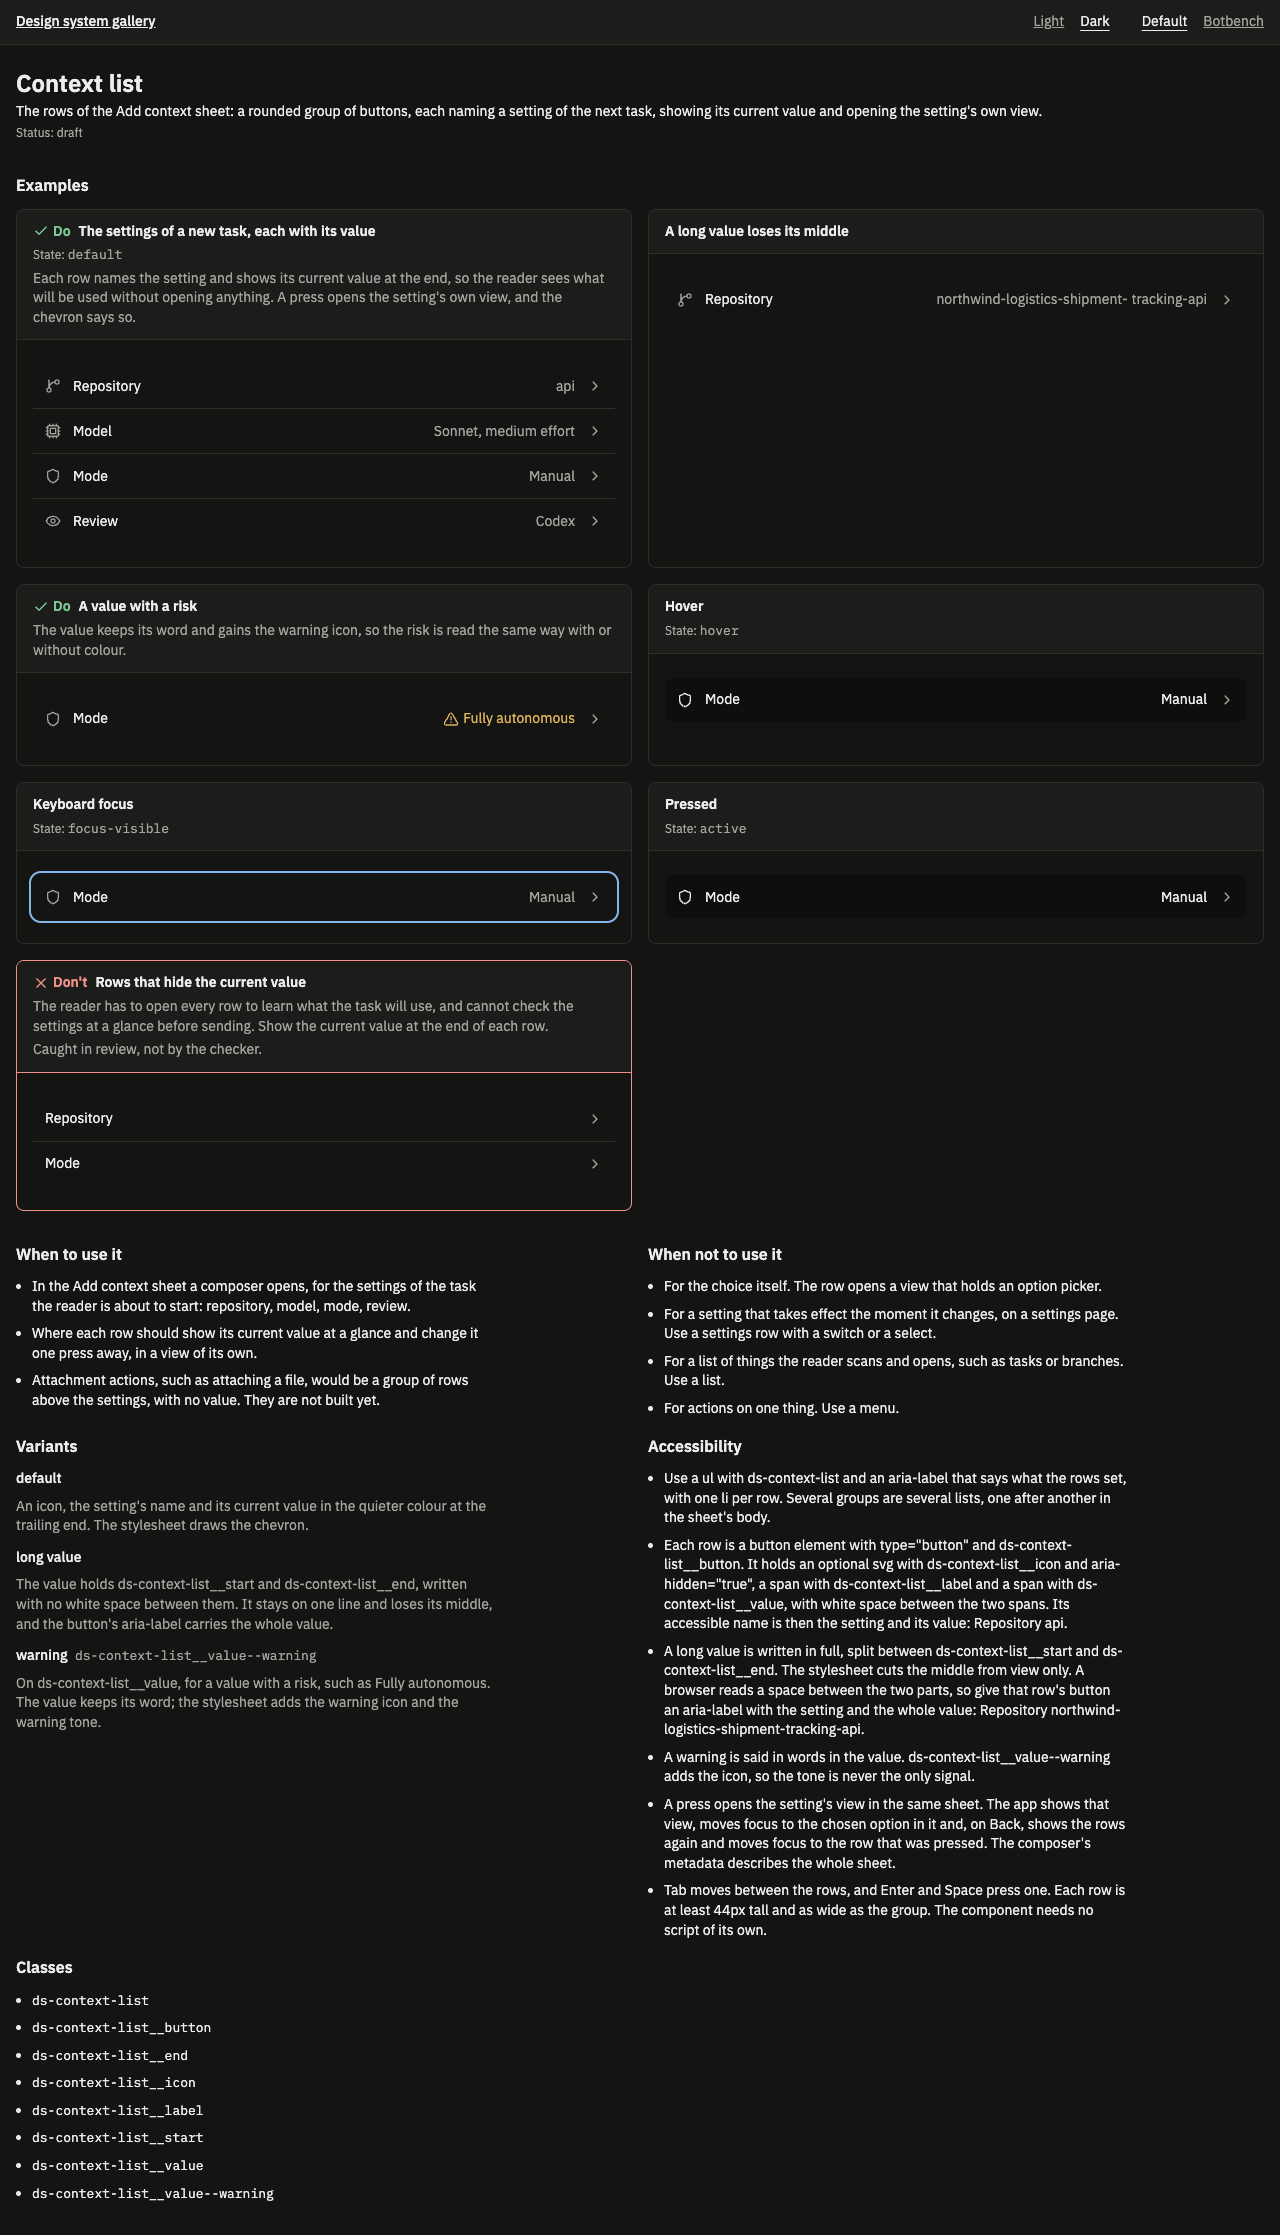 Design system gallery
Light Dark Default Botbench
Context list
The rows of the Add context sheet: a rounded group of buttons, each naming a setting of the next task, showing its current value and opening the setting's own view.
Status: draft
Examples
Do The settings of a new task, each with its value
State: default
Each row names the setting and shows its current value at the end, so the reader sees what
will be used without opening anything. A press opens the setting's own view, and the
chevron says so.
Repository api
Model Sonnet, medium effort
Mode Manual
Review Codex
A long value loses its middle
Repository northwind-logistics-shipment- tracking-api
Do A value with a risk
The value keeps its word and gains the warning icon, so the risk is read the same way with or
without colour.
Mode Fully autonomous
Hover
State: hover
Mode Manual
Keyboard focus
State: focus-visible
Mode Manual
Pressed
State: active
Mode Manual
Don't Rows that hide the current value
The reader has to open every row to learn what the task will use, and cannot check the
settings at a glance before sending. Show the current value at the end of each row.
Caught in review, not by the checker.
Repository
Mode
When to use it
In the Add context sheet a composer opens, for the settings of the task
the reader is about to start: repository, model, mode, review.
Where each row should show its current value at a glance and change it
one press away, in a view of its own.
Attachment actions, such as attaching a file, would be a group of rows
above the settings, with no value. They are not built yet.
When not to use it
For the choice itself. The row opens a view that holds an option picker.
For a setting that takes effect the moment it changes, on a settings page.
Use a settings row with a switch or a select.
For a list of things the reader scans and opens, such as tasks or branches.
Use a list.
For actions on one thing. Use a menu.
Variants
default
An icon, the setting's name and its current value in the quieter colour at the
trailing end. The stylesheet draws the chevron.
long value
The value holds ds-context-list__start and ds-context-list__end, written
with no white space between them. It stays on one line and loses its middle,
and the button's aria-label carries the whole value.
warning ds-context-list__value--warning
On ds-context-list__value, for a value with a risk, such as Fully autonomous.
The value keeps its word; the stylesheet adds the warning icon and the
warning tone.
Accessibility
Use a ul with ds-context-list and an aria-label that says what the rows set,
with one li per row. Several groups are several lists, one after another in
the sheet's body.
Each row is a button element with type="button" and ds-context-
list__button. It holds an optional svg with ds-context-list__icon and aria-
hidden="true", a span with ds-context-list__label and a span with ds-
context-list__value, with white space between the two spans. Its
accessible name is then the setting and its value: Repository api.
A long value is written in full, split between ds-context-list__start and ds-
context-list__end. The stylesheet cuts the middle from view only. A
browser reads a space between the two parts, so give that row's button
an aria-label with the setting and the whole value: Repository northwind-
logistics-shipment-tracking-api.
A warning is said in words in the value. ds-context-list__value--warning
adds the icon, so the tone is never the only signal.
A press opens the setting's view in the same sheet. The app shows that
view, moves focus to the chosen option in it and, on Back, shows the rows
again and moves focus to the row that was pressed. The composer's
metadata describes the whole sheet.
Tab moves between the rows, and Enter and Space press one. Each row is
at least 44px tall and as wide as the group. The component needs no
script of its own.
Classes
ds-context-list
ds-context-list__button
ds-context-list__end
ds-context-list__icon
ds-context-list__label
ds-context-list__start
ds-context-list__value
ds-context-list__value--warning